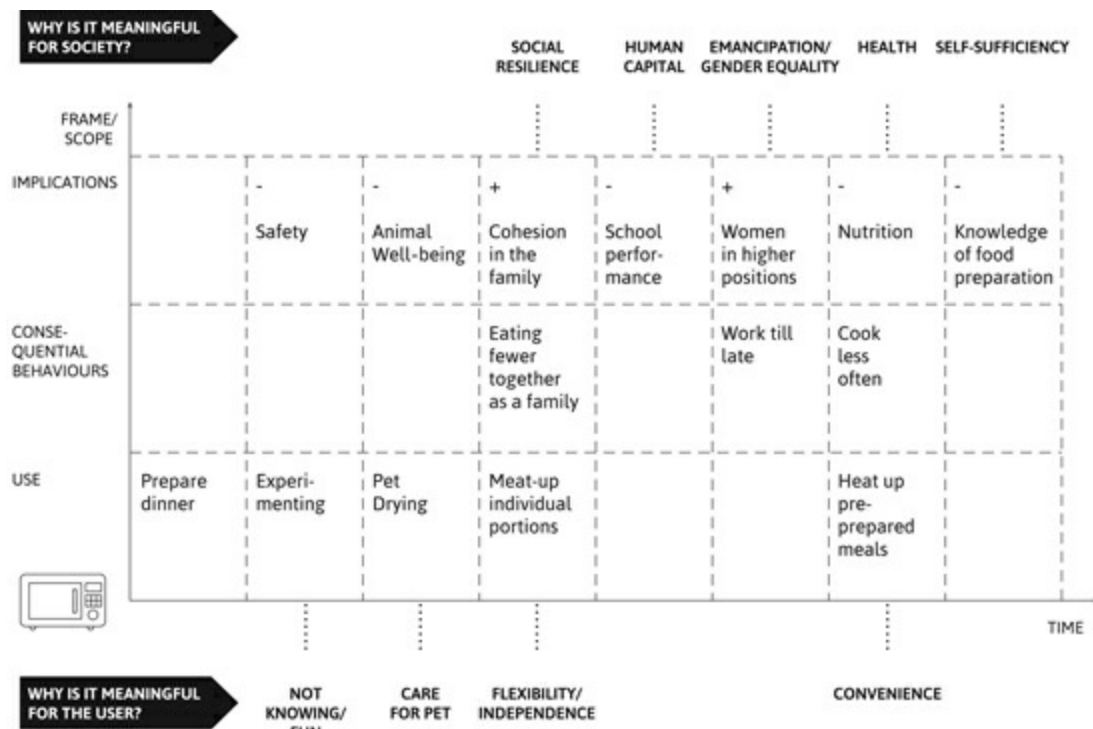 WHY IS IT MEANINGFUL
FOR SOCIETY?
SOCIAL
RESILIENCE
HUMAN
CAPITAL
EMANCIPATION/
GENDER EQUALITY
HEALTH
SELF-SUFFICIENCY
FRAME/
SCOPE
IMPLICATIONS
-
Safety
-
Animal
Well-being
+
Cohesion
in the
family
-
School
perfor-
mance
+
Women
in higher
positions
-
Nutrition
-
Knowledge
of food
preparation
CONSE-
QUENTIAL
BEHAVIOURS
Eating
fewer
together
as a family
Work till
late
Cook
less
often
USE
Prepare
dinner
Experi-
menting
Pet
Drying
Meat-up
individual
portions
Heat up
pre-
prepared
meals
TIME
WHY IS IT MEANINGFUL
FOR THE USER?
NOT
KNOWING/
CARE
FOR PET
FLEXIBILITY/
INDEPENDENCE
CONVENIENCE